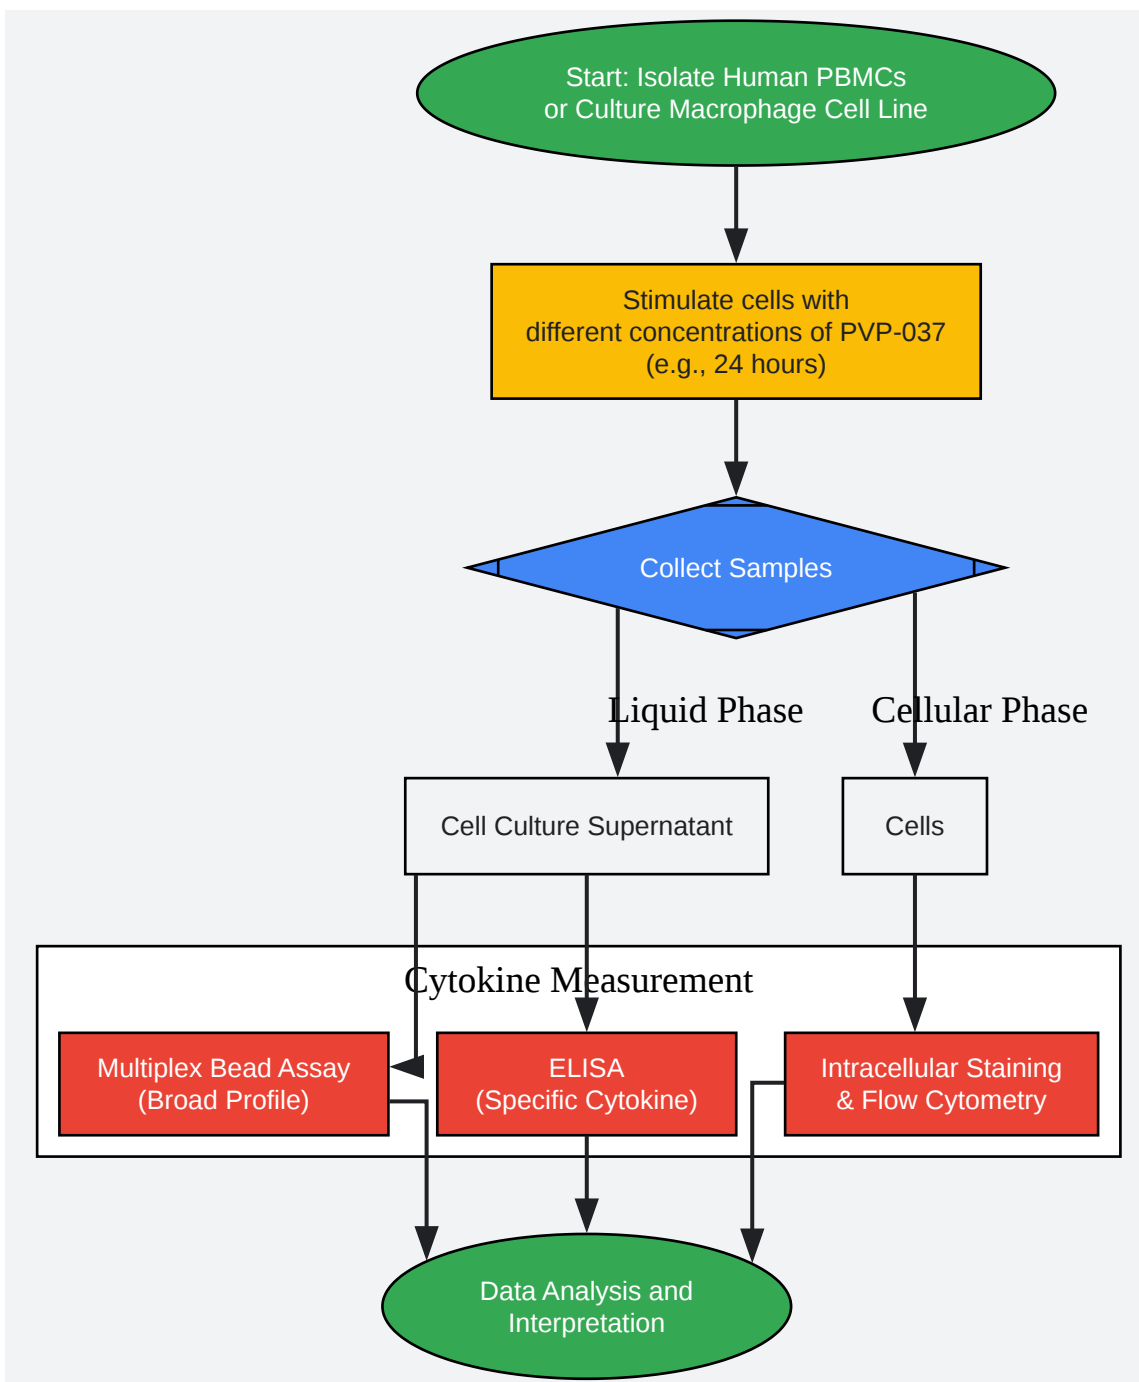 Start: Isolate Human PBMCs
or Culture Macrophage Cell Line
Stimulate cells with
different concentrations of PVP-037
(e.g., 24 hours)
Collect Samples
Liquid Phase
Cellular Phase
Cell Culture Supernatant
Cells
Cytokine Measurement
Multiplex Bead Assay
(Broad Profile)
ELISA
(Specific Cytokine)
Intracellular Staining
& Flow Cytometry
Data Analysis and
Interpretation